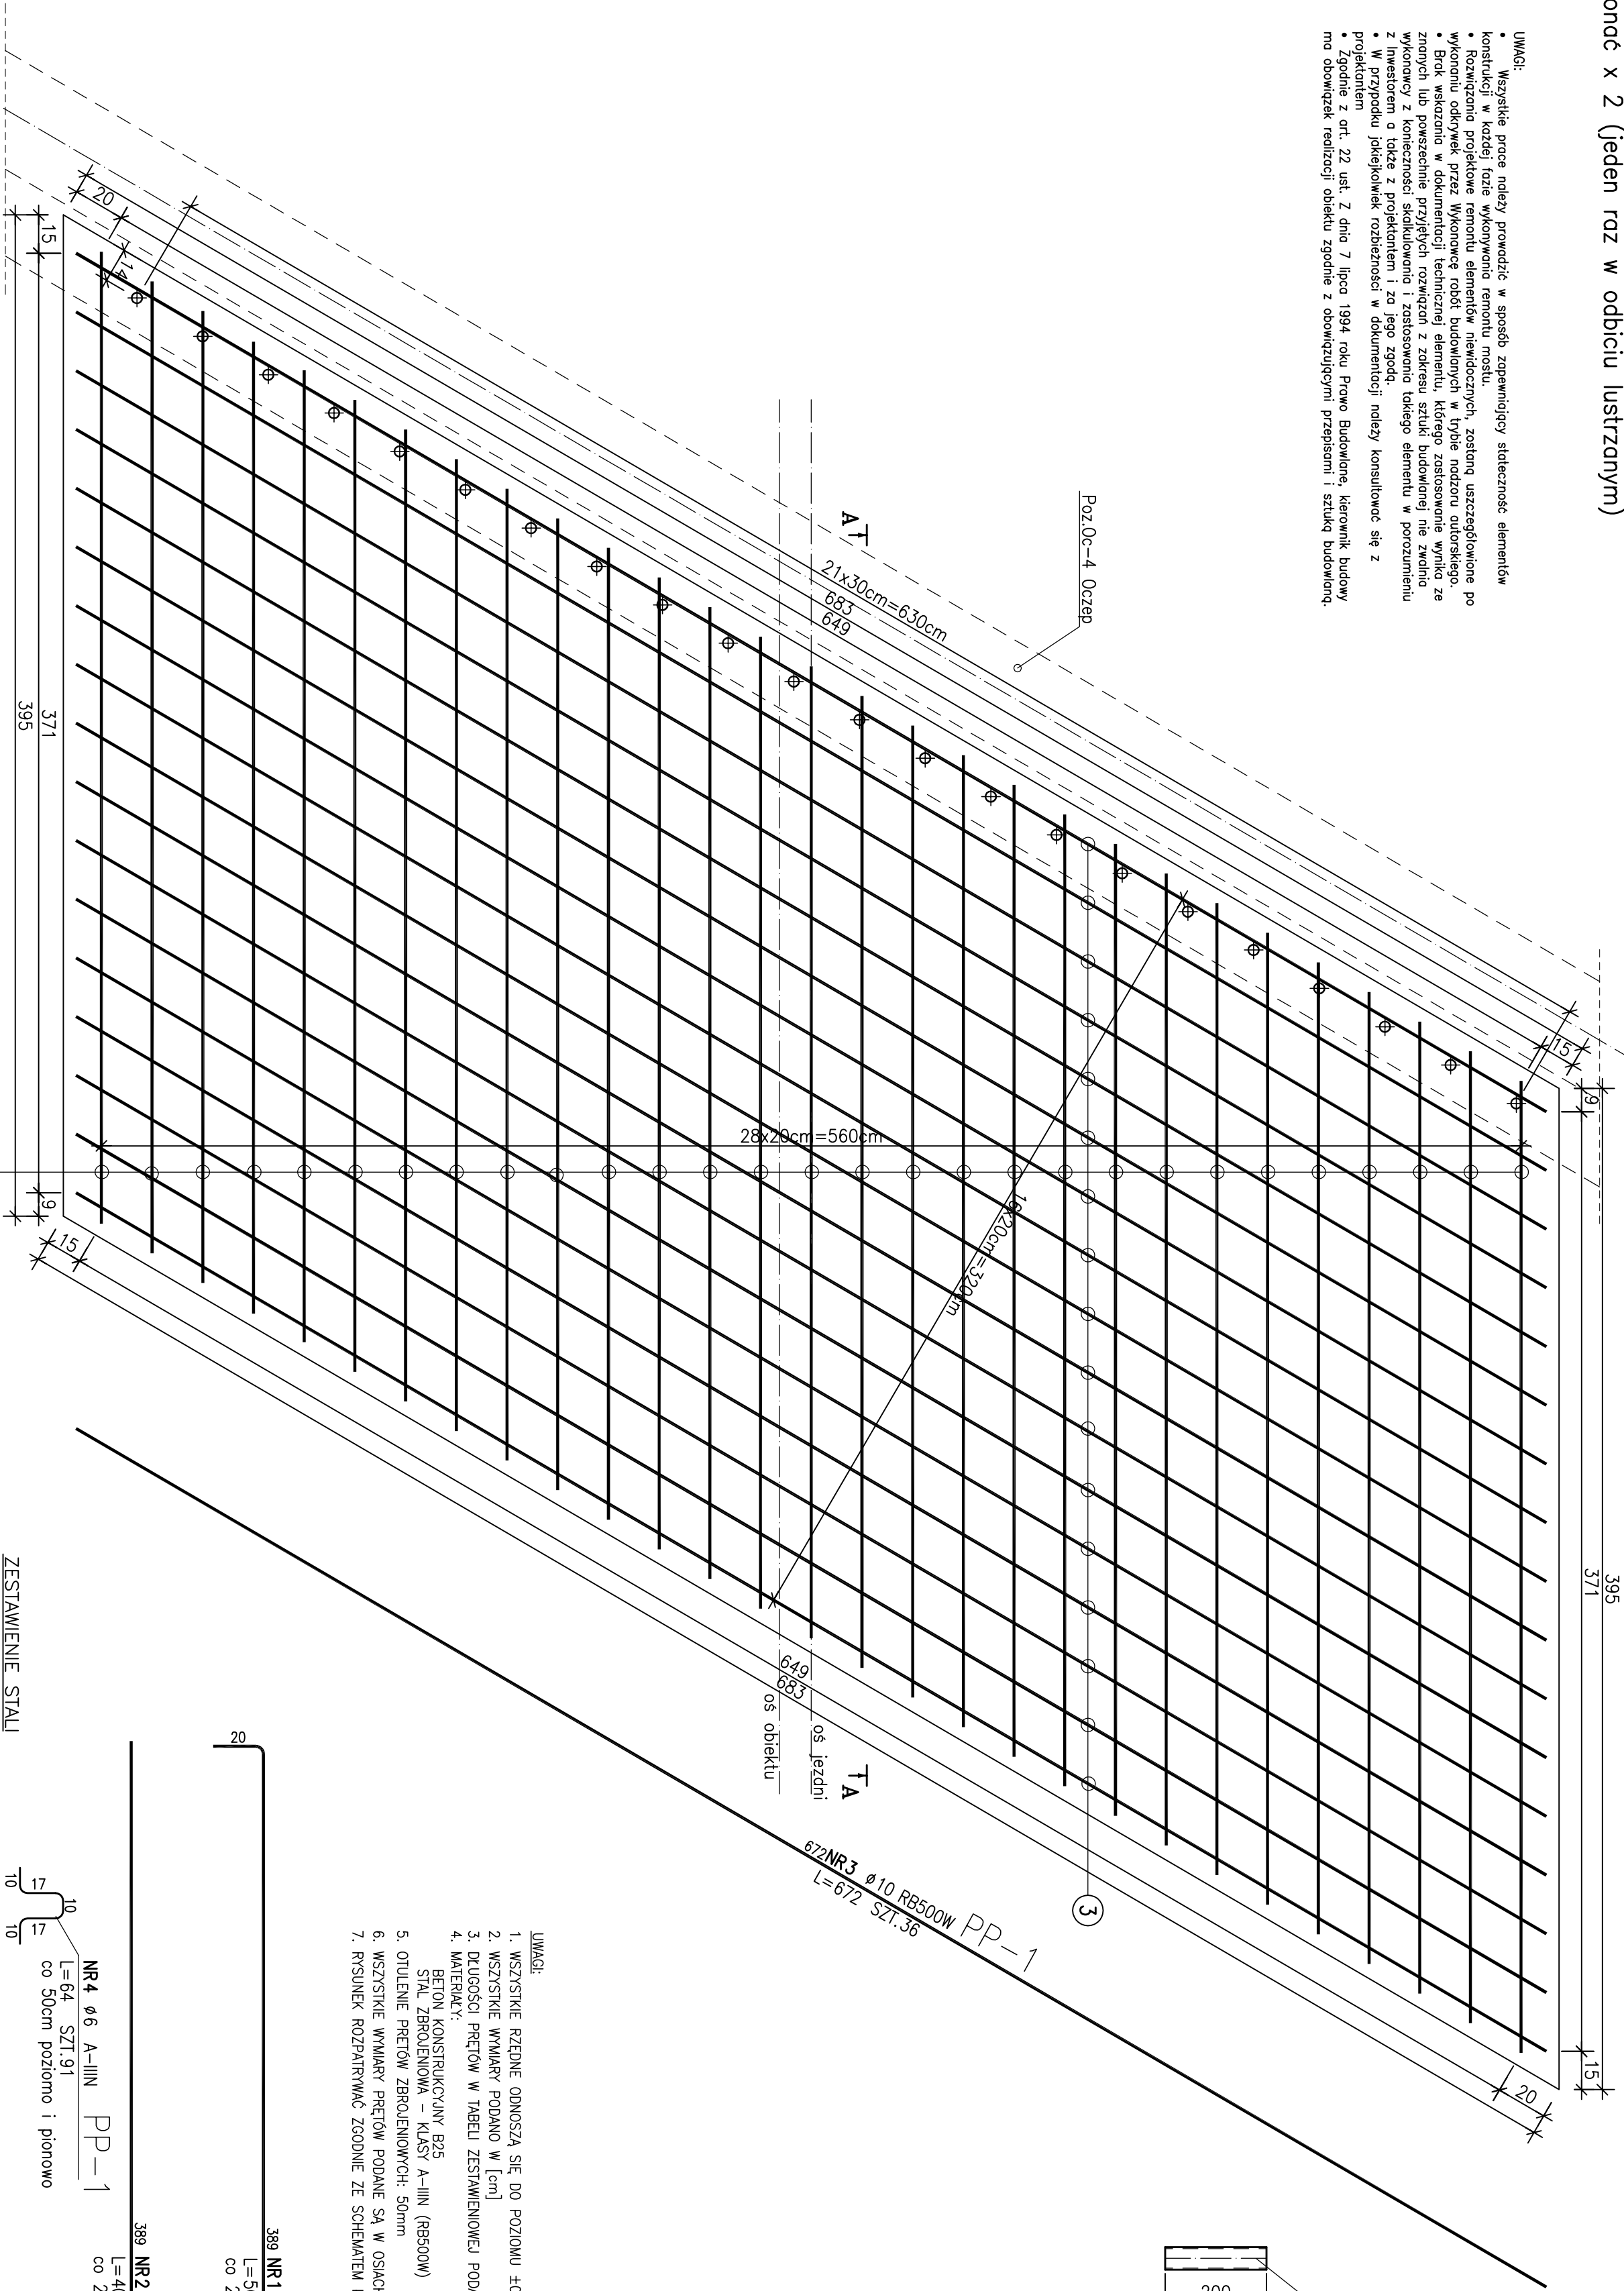 onać x 2 (jeden raz w odbiciu lustrzanym)
UWAGI:
• Wszystkie prace należy prowadzić w sposób zapewniający stateczność elementów
konstrukcji w każdej fazie wykonywania remontu mostu.
• Rozwiązania projektowe remontu elementów niewidocznych, zostaną uszczegółowione po
wykonaniu odkrywek przez Wykonawcę robót budowlanych w trybie nadzoru autorskiego.
• Brak wskazania w dokumentacji technicznej elementu, którego zastosowanie wynika ze
znanych lub powszechnie przyjętych rozwiązań z zakresu sztuki budowlanej nie zwalnia
wykonawcy z konieczności skalkulowania i zastosowania takiego elementu w porozumieniu
z Inwestorem a także z projektantem i za jego zgodą.
• W przypadku jakiejkolwiek rozbieżności w dokumentacji należy konsultować się z
projektantem
• Zgodnie z art. 22 ust. Z dnia 7 lipca 1994 roku Prawo Budowlane, kierownik budowy
ma obowiązek realizacji obiektu zgodnie z obowiązującymi przepisami i sztuką budowlaną.
Poz.Oc-4 Oczep
A
21x30cm=630cm
683
649
20
15
14
371
395
15
9
395
371
28x20cm=560cm
16x20cm=320cm
9
15
649
683
oś obiektu
oś jezdni
A
3
15
20
672 NR3 ø10 RB500W PP-1
L=672 SZT.36
UWAGI:
1. WSZYSTKIE RZĘDNE ODNOSZĄ SIĘ DO POZIOMU
2. WSZYSTKIE WYMIARY PODANO W [cm]
3. DŁUGOŚCI PRĘTÓW W TABELI ZESTAWIENIOWEJ
4. MATERIAŁY:
BETON KONSTRUKCYJNY B25
STAL ZBROJENIOWA - KLASY A-IIIN (RB500W)
5. OTULENIE PRETÓW ZBROJENIOWYCH: 50mm
6. WSZYSTKIE WYMIARY PRĘTÓW PODANE SĄ W OSIACH
7. RYSUNEK ROZPATRYWAĆ ZGODNIE ZE SCHEMATEM
200
20
389 NR1
389 NR2
ZESTAWIENIE STALI
10
17
10
17
10
NR4 ø6 A-IIIN PP-1
L=64 SZT.91
co 50cm poziomo i pionowo